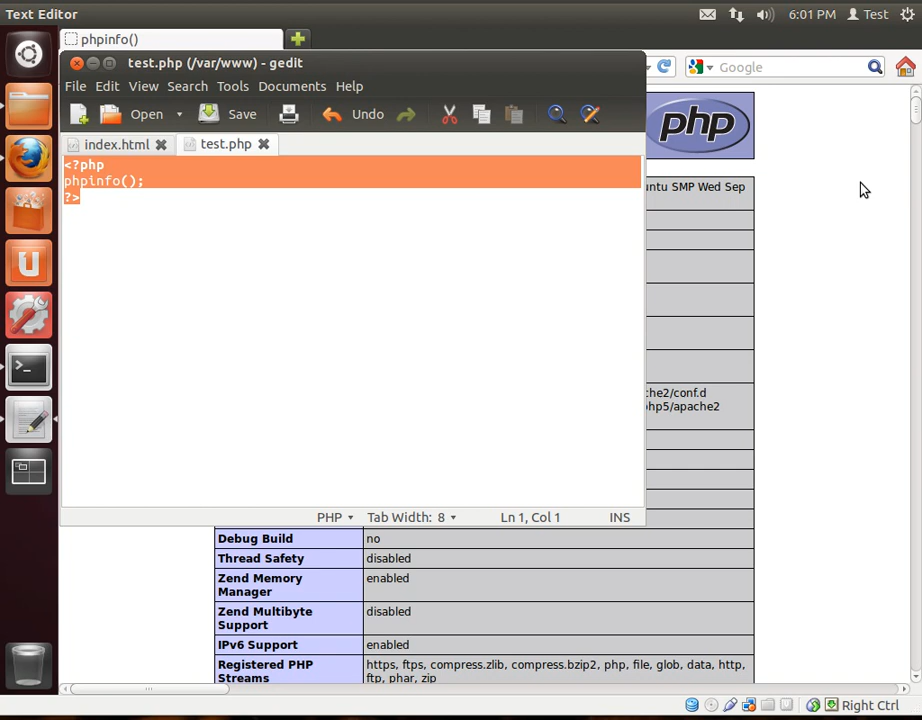 Text Editor
6:01 PM
Test
phpinfo()
test.php (/var/www) - gedit
Google
File Edit View Search Tools Documents Help
Open
Save
Undo
php
index.html
test.php
<?php
phpinfo();
?>
untu SMP Wed Sep
che2/conf.d
php5/apache2
PHP
Tab Width: 8
Ln 1, Col 1
INS
Debug Build no
Thread Safety disabled
Zend Memory Manager enabled
Zend Multibyte Support disabled
IPv6 Support enabled
Registered PHP Streams https, ftps, compress.zlib, compress.bzip2, php, file, glob, data, http,
ftp, phar, zip
Right Ctrl